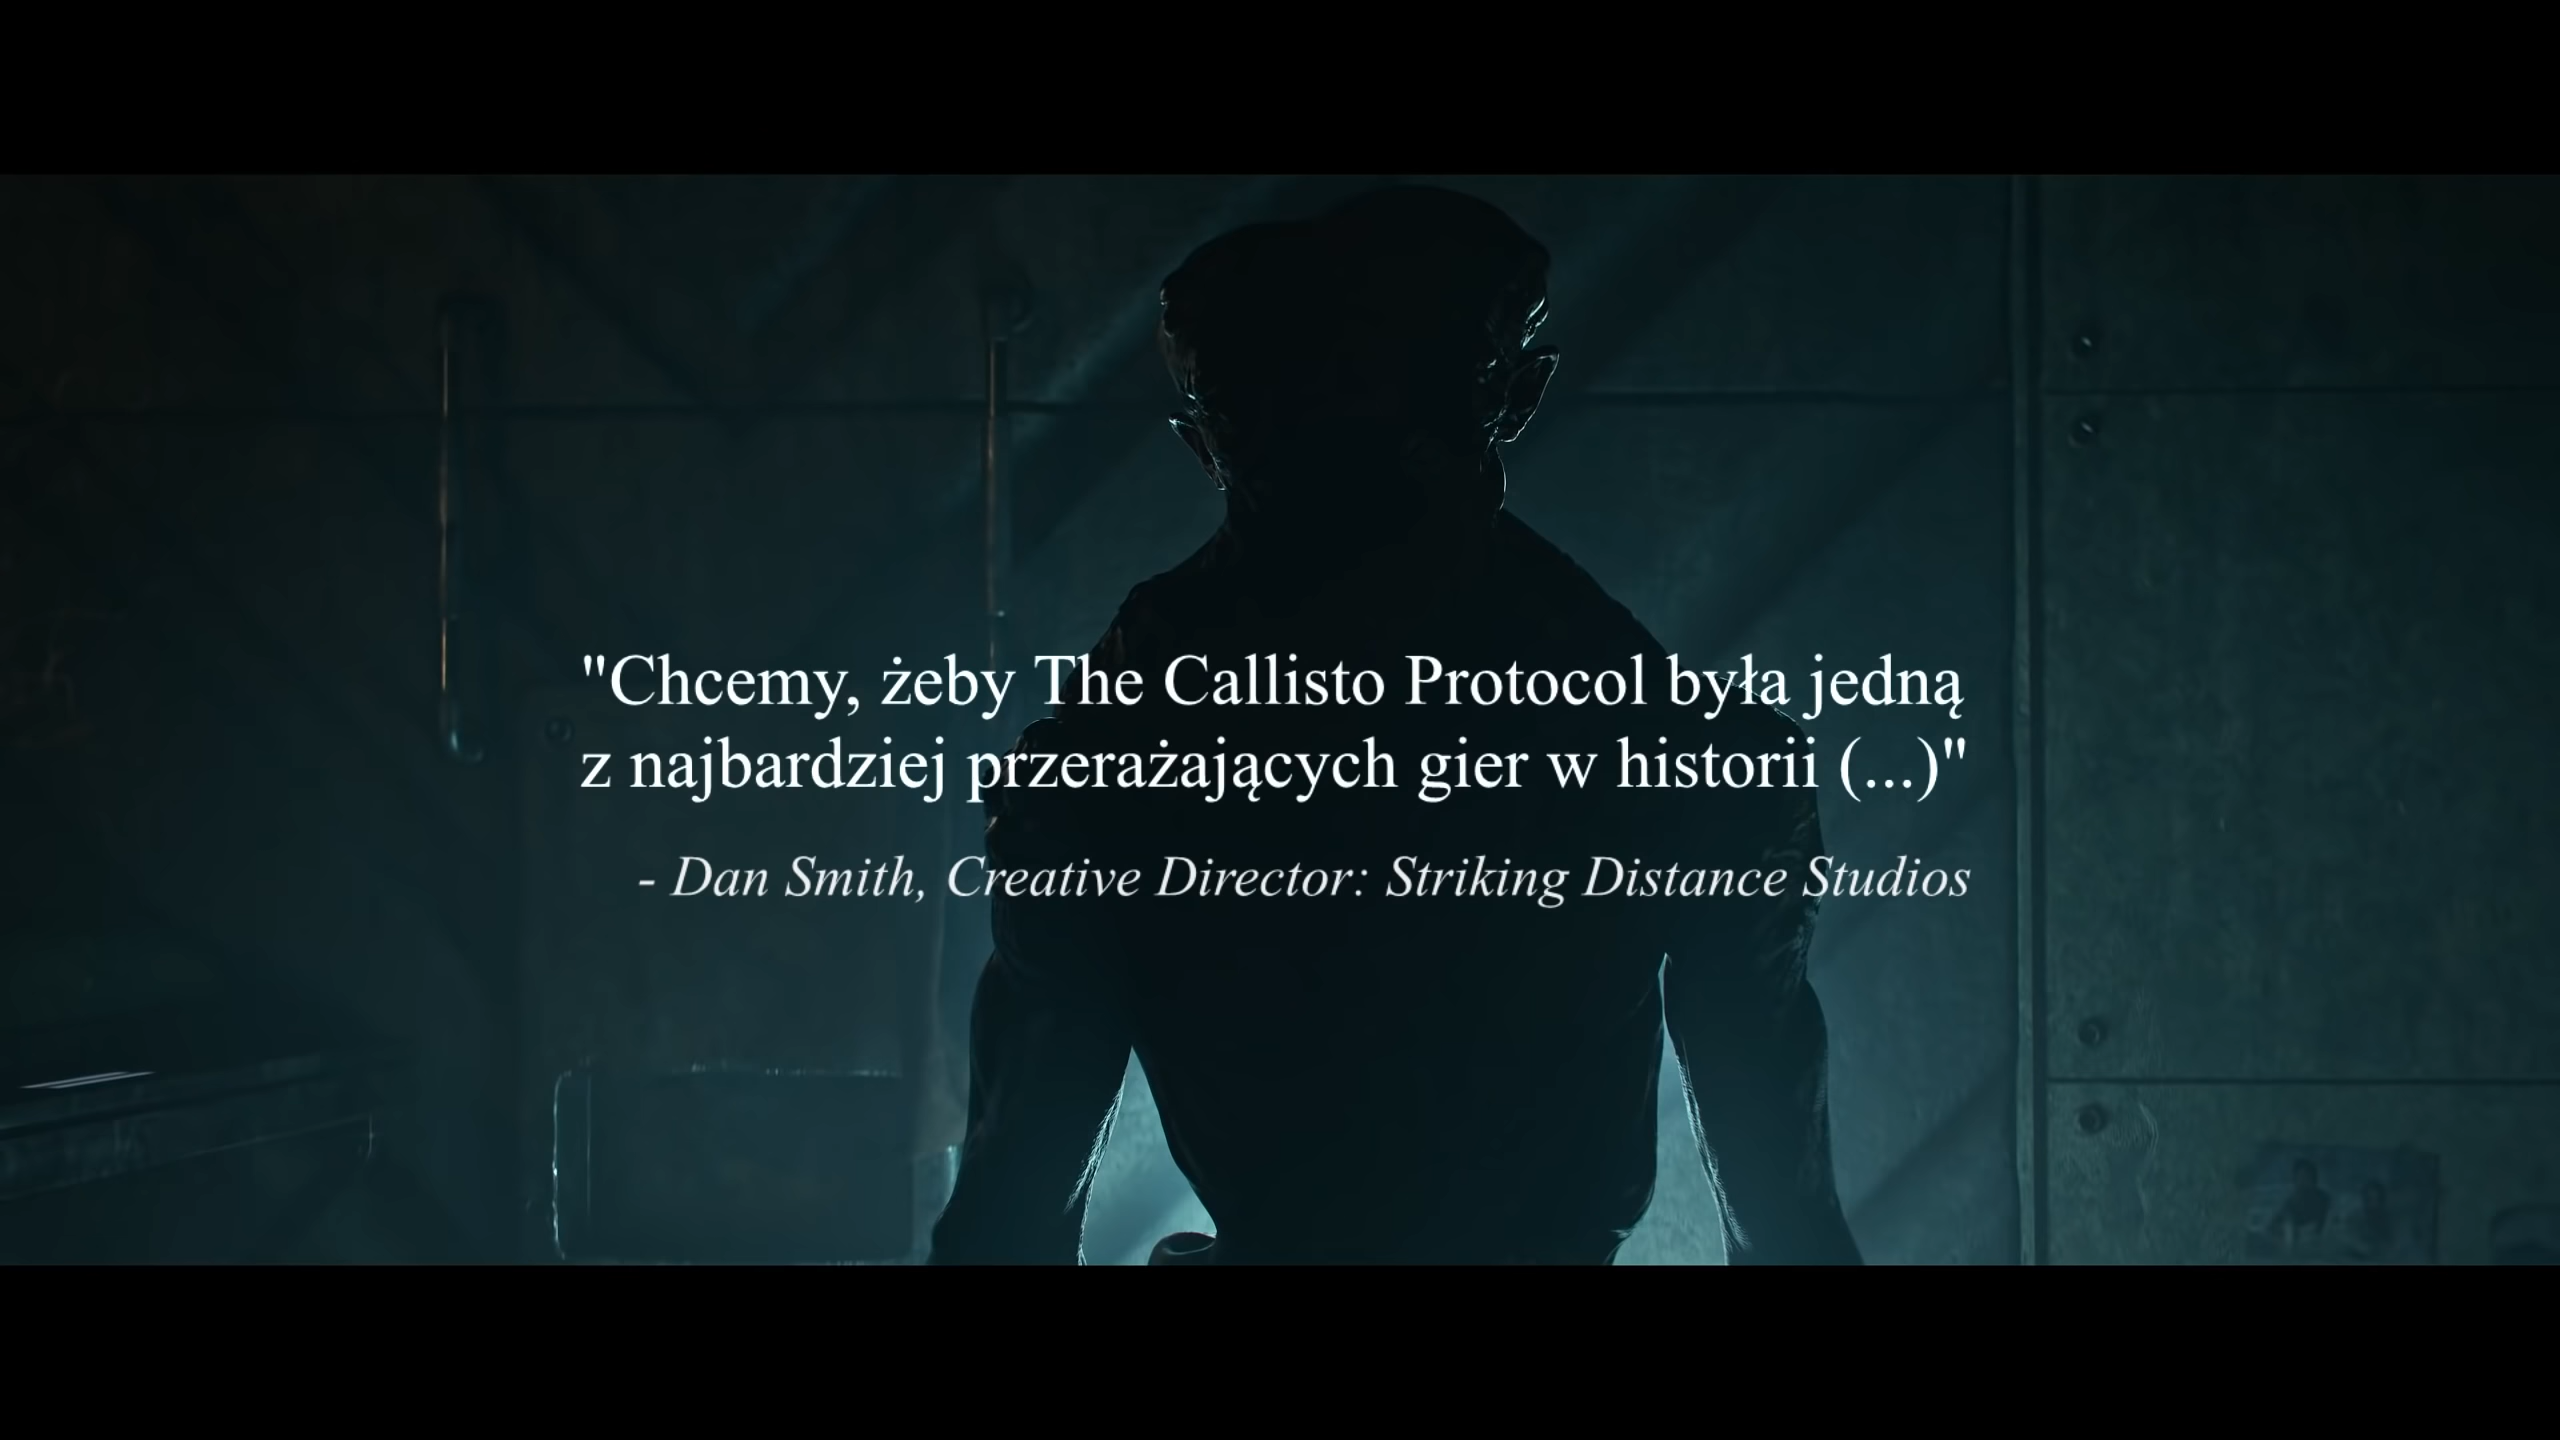 "Chcemy, żeby The Callisto Protocol była jedną
z najbardziej przerażających gier w historii (...)"
- Dan Smith, Creative Director: Striking Distance Studios